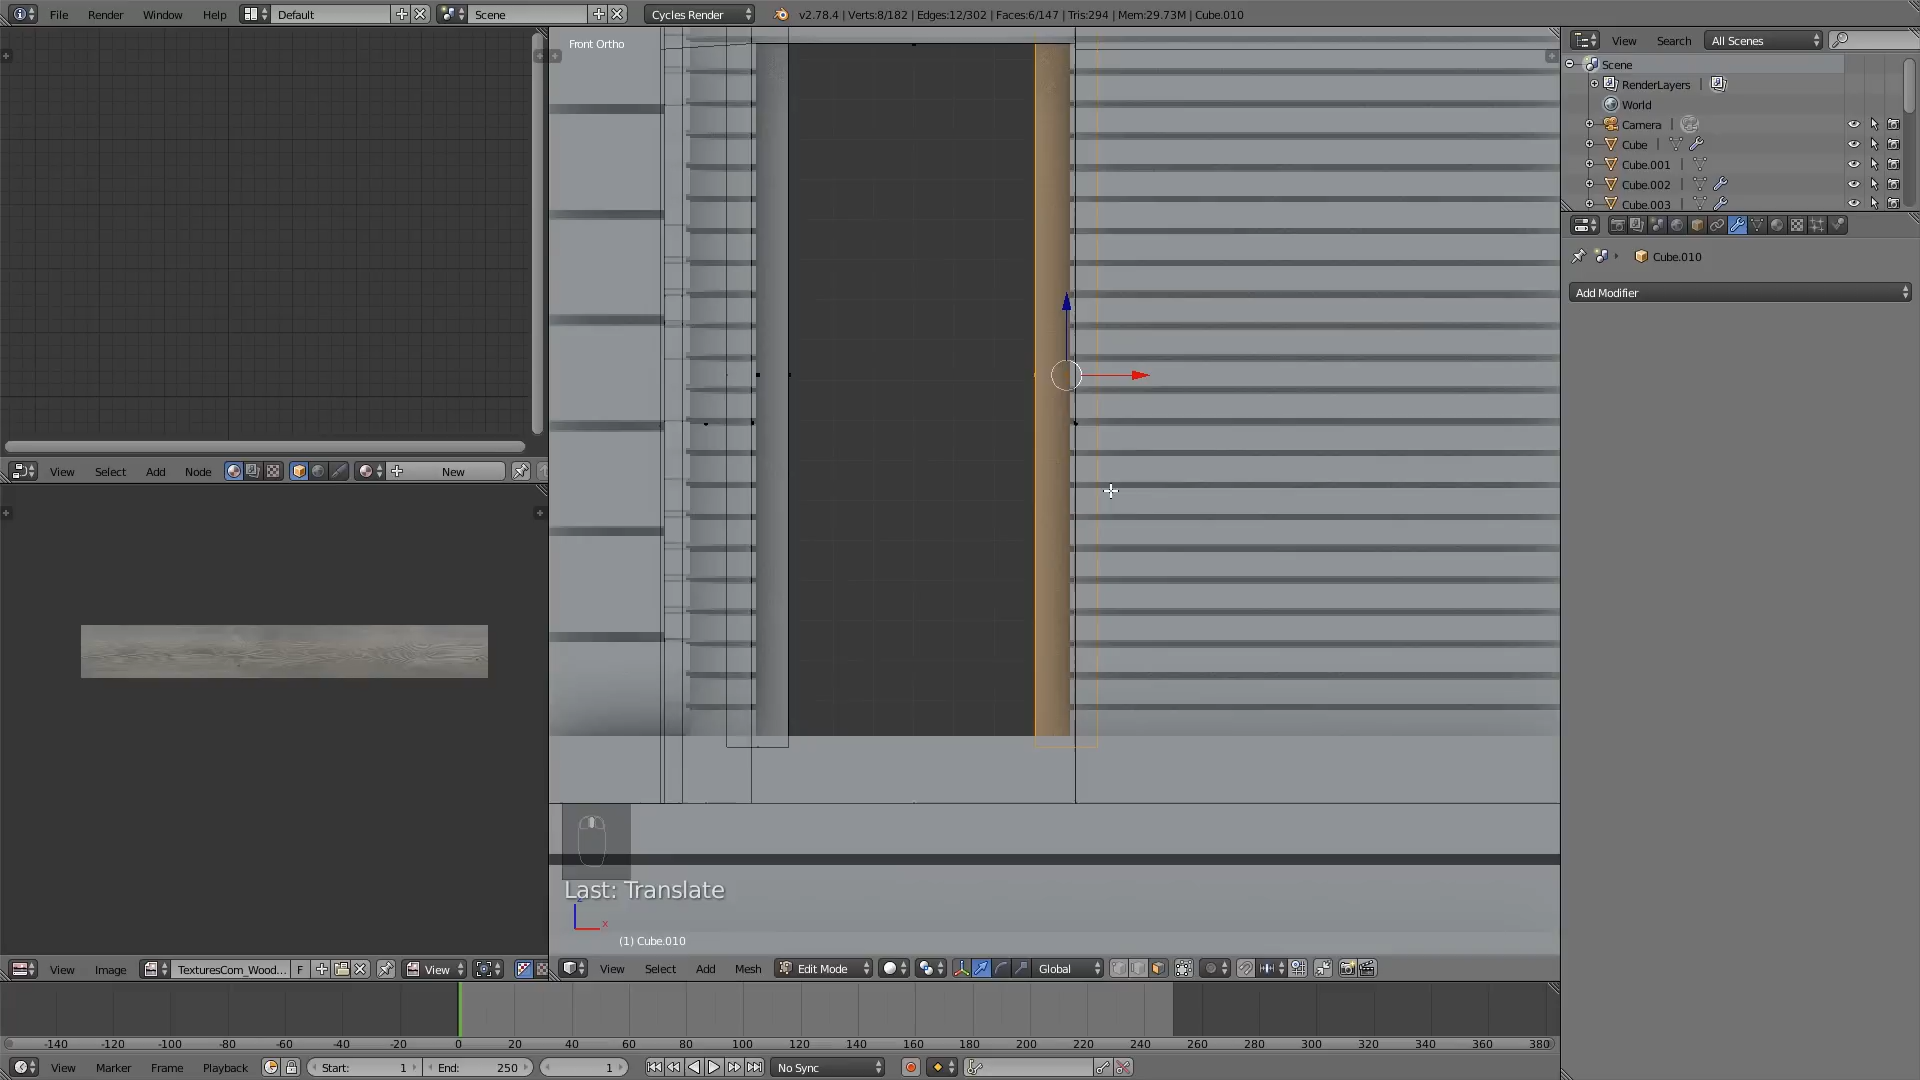 File Render Window Help Default Scene Cycles Render v2.78.4 | Verts:8/182 | Edges:12/302 | Faces:6/147 | Tris:294 | Mem:29.73M | Cube.010
Front Ortho
View Search All Scenes
Scene
RenderLayers
World
Camera
Cube
Cube.001
Cube.002
Cube.003
Cube.010
Add Modifier
View Select Add Node New
Last: Translate
z
x
(1) Cube.010
View Image TexturesCom_Wood... F View
View Select Add Mesh Edit Mode Global
-140 -120 -100 -80 -60 -40 -20 0 20 40 60 80 100 120 140 160 180 200 220 240 260 280 300 320 340 360 380
View Marker Frame Playback Start: 1 End: 250 1 No Sync